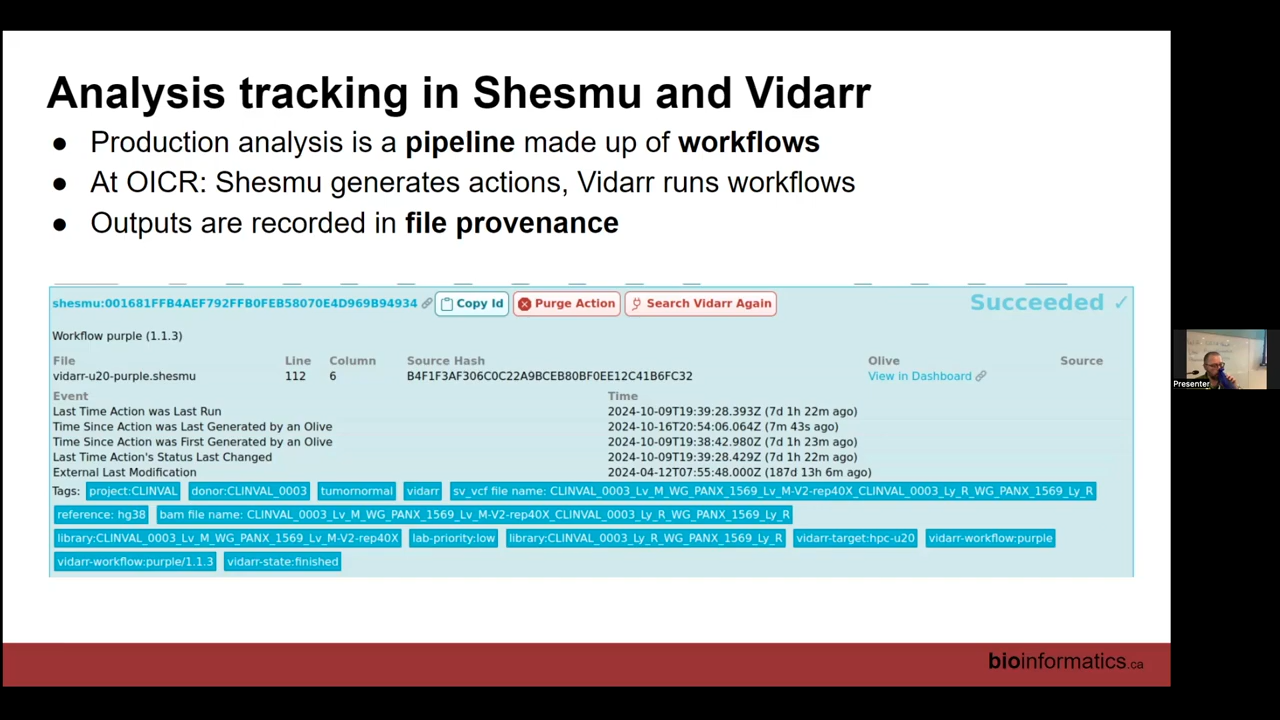 Analysis tracking in Shesmu and Vidarr
● Production analysis is a pipeline made up of workflows
● At OICR: Shesmu generates actions, Vidarr runs workflows
● Outputs are recorded in file provenance
shesmu:001681FFB4AEF792FFB0FEB58070E4D969B94934 Copy Id Purge Action Search Vidarr Again Succeeded ✓
Workflow purple (1.1.3)
File Line Column Source Hash Olive Source
vidarr-u20-purple.shesmu 112 6 B4F1F3AF306C0C22A9BCEB80BF0EE12C41B6FC32 View in Dashboard
Event Time
Last Time Action was Last Run 2024-10-09T19:39:28.393Z (7d 1h 22m ago)
Time Since Action was Last Generated by an Olive 2024-10-16T20:54:06.064Z (7m 43s ago)
Time Since Action was First Generated by an Olive 2024-10-09T19:38:42.980Z (7d 1h 23m ago)
Last Time Action's Status Last Changed 2024-10-09T19:39:28.429Z (7d 1h 22m ago)
External Last Modification 2024-04-12T07:55:48.000Z (187d 13h 6m ago)
Tags: project:CLINVAL donor:CLINVAL_0003 tumornormal vidarr sv_vcf file name: CLINVAL_0003_Lv_M_WG_PANX_1569_Lv_M-V2-rep40X_CLINVAL_0003_Ly_R_WG_PANX_1569_Ly_R
reference: hg38 bam file name: CLINVAL_0003_Lv_M_WG_PANX_1569_Lv_M-V2-rep40X_CLINVAL_0003_Ly_R_WG_PANX_1569_Ly_R
library:CLINVAL_0003_Lv_M_WG_PANX_1569_Lv_M-V2-rep40X lab-priority:low library:CLINVAL_0003_Ly_R_WG_PANX_1569_Ly_R vidarr-target:hpc-u20 vidarr-workflow:purple
vidarr-workflow:purple/1.1.3 vidarr-state:finished
bioinformatics.ca
Presenter